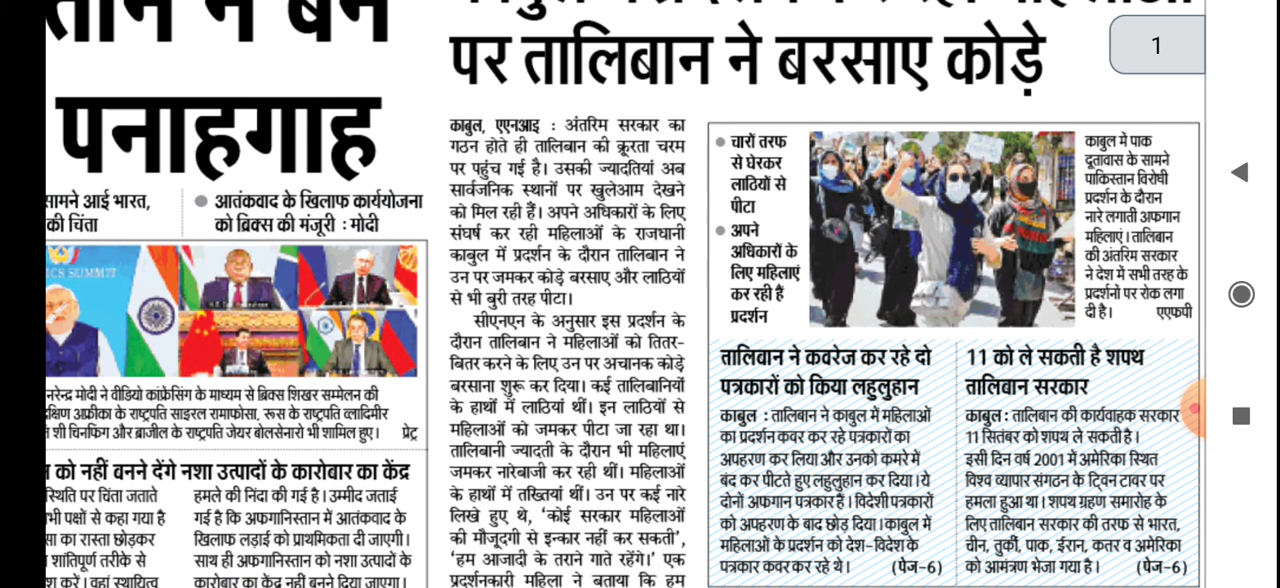 पनाहगाह
सामने आई भारत,
की चिंता
आतंकवाद के खिलाफ कार्ययोजना
को ब्रिक्स की मंजूरी : मोदी
ICS SUMMIT
नरेन्द्र मोदी ने वीडियो कांफ्रेसिंग के माध्यम से ब्रिक्स शिखर सम्मेलन की
दक्षिण अफ्रीका के राष्ट्रपति साइरल रामाफोसा, रूस के राष्ट्रपति व्लादिमीर
शी चिनफिंग और ब्राजील के राष्ट्रपति जेयर बोलसेनारो भी शामिल हुए। प्रेट्र
को नहीं बनने देंगे नशा उत्पादों के कारोबार का केंद्र
स्थिति पर चिंता जताते
सभी पक्षों से कहा गया है
का रास्ता छोड़कर
शांतिपूर्ण तरीके से
करें। वहां स्थायित्व
हमले की निंदा की गई है। उम्मीद जताई
गई है कि अफगानिस्तान में आतंकवाद के
खिलाफ लड़ाई को प्राथमिकता दी जाएगी।
साथ ही अफगानिस्तान को नशा उत्पादों के
कारोबार का केंद्र नहीं बनने दिया जाएगा।
पर तालिबान ने बरसाए कोड़े
1
काबुल, एएनआइ : अंतरिम सरकार का
गठन होते ही तालिबान की क्रूरता चरम
पर पहुंच गई है। उसकी ज्यादतियां अब
सार्वजनिक स्थानों पर खुलेआम देखने
को मिल रही हैं। अपने अधिकारों के लिए
संघर्ष कर रही महिलाओं के राजधानी
काबुल में प्रदर्शन के दौरान तालिबान ने
उन पर जमकर कोड़े बरसाए और लाठियों
से भी बुरी तरह पीटा।
सीएनएन के अनुसार इस प्रदर्शन के
दौरान तालिबान ने महिलाओं को तितर-
बितर करने के लिए उन पर अचानक कोड़े
बरसाना शुरू कर दिया। कई तालिबानियों
के हाथों में लाठियां थीं। इन लाठियों से
महिलाओं को जमकर पीटा जा रहा था।
तालिबानी ज्यादती के दौरान भी महिलाएं
जमकर नारेबाजी कर रही थीं। महिलाओं
के हाथों में तख्तियां थीं। उन पर कई नारे
लिखे हुए थे, 'कोई सरकार महिलाओं
की मौजूदगी से इन्कार नहीं कर सकती',
'हम आजादी के तराने गाते रहेंगे।' एक
प्रदर्शनकारी महिला ने बताया कि हम
चारों तरफ
से घेरकर
लाठियों से
पीटा
अपने
अधिकारों के
लिए महिलाएं
कर रही हैं
प्रदर्शन
काबुल में पाक
दूतावास के सामने
पाकिस्तान विरोधी
प्रदर्शन के दौरान
नारे लगाती अफगान
महिलाएं। तालिबान
की अंतरिम सरकार
ने देश में सभी तरह के
प्रदर्शनो पर रोक लगा
दी है। एएफपी
तालिबान ने कवरेज कर रहे दो
पत्रकारों को किया लहुलुहान
काबुल : तालिबान ने काबुल में महिलाओं
का प्रदर्शन कवर कर रहे पत्रकारों का
अपहरण कर लिया और उनको कमरे में
बंद कर पीटते हुए लहुलुहान कर दिया। ये
दोनों अफगान पत्रकार हैं। विदेशी पत्रकारों
को अपहरण के बाद छोड़ दिया। काबुल में
महिलाओं के प्रदर्शन को देश-विदेश के
पत्रकार कवर कर रहे थे। (पेज-6)
11 को ले सकती है शपथ
तालिबान सरकार
काबुल : तालिबान की कार्यवाहक सरकार
11 सितंबर को शपथ ले सकती है।
इसी दिन वर्ष 2001 में अमेरिका स्थित
विश्व व्यापार संगठन के ट्विन टावर पर
हमला हुआ था। शपथ ग्रहण समारोह के
लिए तालिबान सरकार की तरफ से भारत,
चीन, तुर्की, पाक, ईरान, कतर व अमेरिका
को आमंत्रण भेजा गया है। (पेज-6)